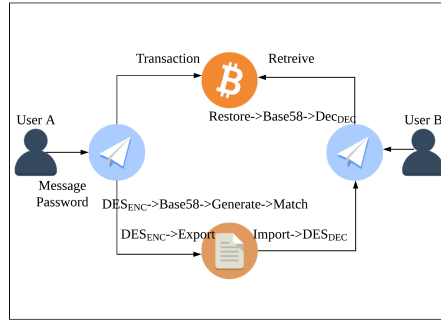 Transaction
Retreive
Restore->Base58->DecDEC
User A
User B
Message
Password
DESENC->Base58->Generate->Match
DESENC->Export
Import->DESDEC